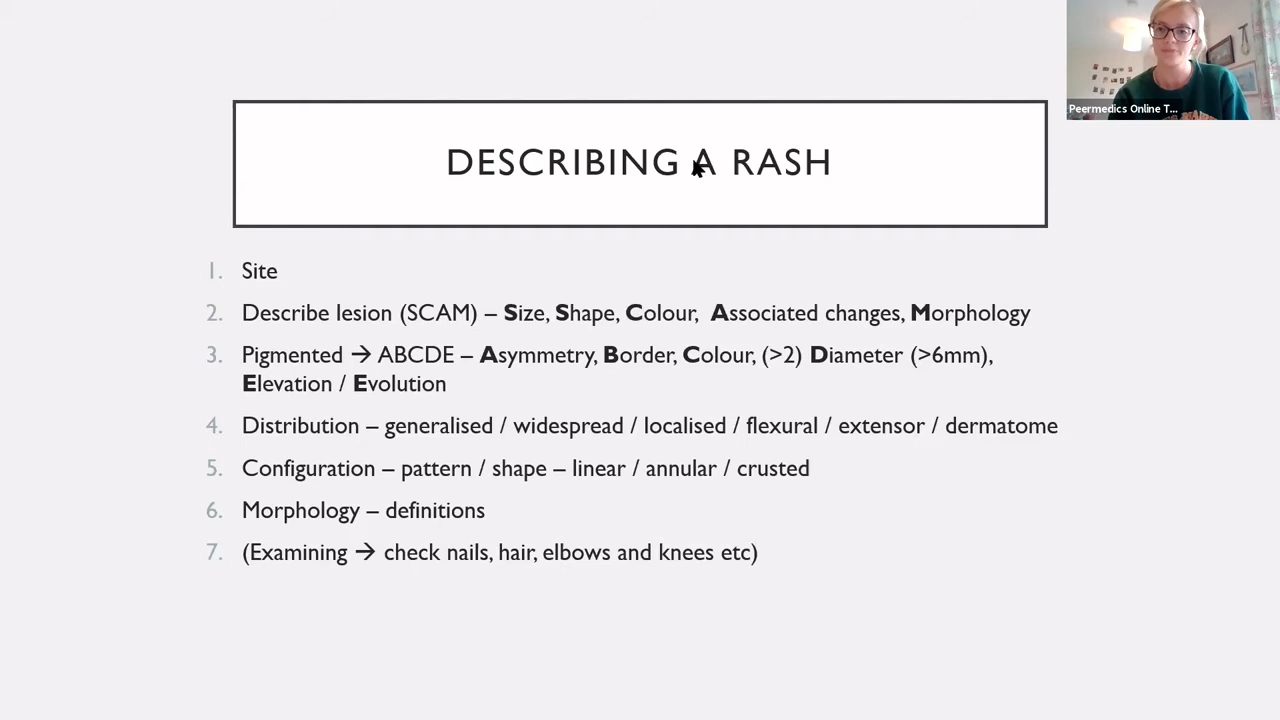 Peermedics Online T...
DESCRIBING A RASH
1. Site
2. Describe lesion (SCAM) – Size, Shape, Colour, Associated changes, Morphology
3. Pigmented → ABCDE – Asymmetry, Border, Colour, (>2) Diameter (>6mm),
Elevation / Evolution
4. Distribution – generalised / widespread / localised / flexural / extensor / dermatome
5. Configuration – pattern / shape – linear / annular / crusted
6. Morphology – definitions
7. (Examining → check nails, hair, elbows and knees etc)